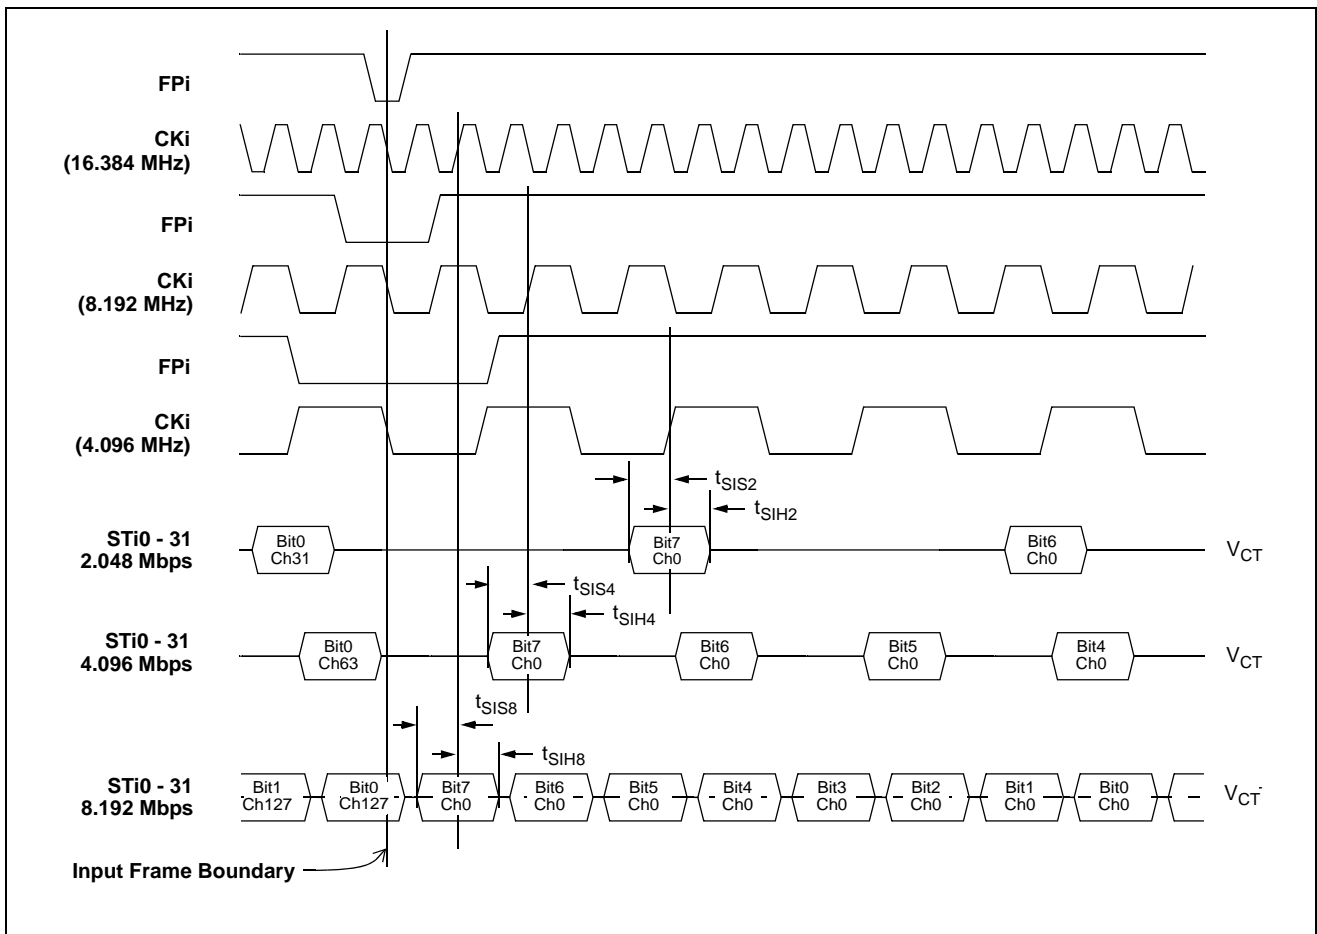 FPi
CKi
(16.384 MHz)
FPi
CKi
(8.192 MHz)
FPi
CKi
(4.096 MHz)
tSIS2
tSIH2
STi0 - 31
2.048 Mbps
Bit0
Ch31
Bit7
Ch0
Bit6
Ch0
VCT
tSIS4
tSIH4
STi0 - 31
4.096 Mbps
Bit0
Ch63
Bit7
Ch0
Bit6
Ch0
Bit5
Ch0
Bit4
Ch0
VCT
tSIS8
tSIH8
STi0 - 31
8.192 Mbps
Bit1
Ch127
Bit0
Ch127
Bit7
Ch0
Bit6
Ch0
Bit5
Ch0
Bit4
Ch0
Bit3
Ch0
Bit2
Ch0
Bit1
Ch0
Bit0
Ch0
VCT
Input Frame Boundary